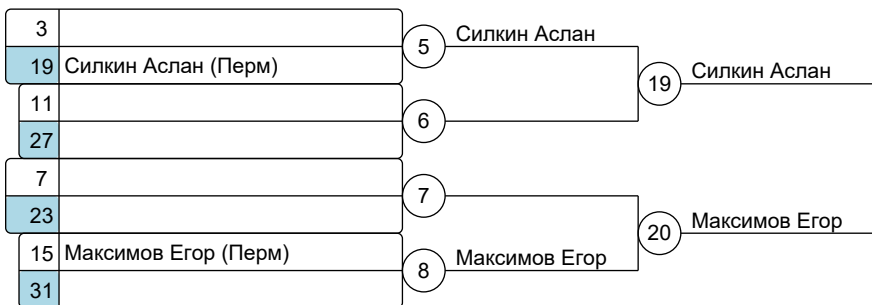 3
5 Силкин Аслан
19 Силкин Аслан (Перм)
19 Силкин Аслан
11
6
27
7
7
23
20 Максимов Егор
15 Максимов Егор (Перм)
8 Максимов Егор
31